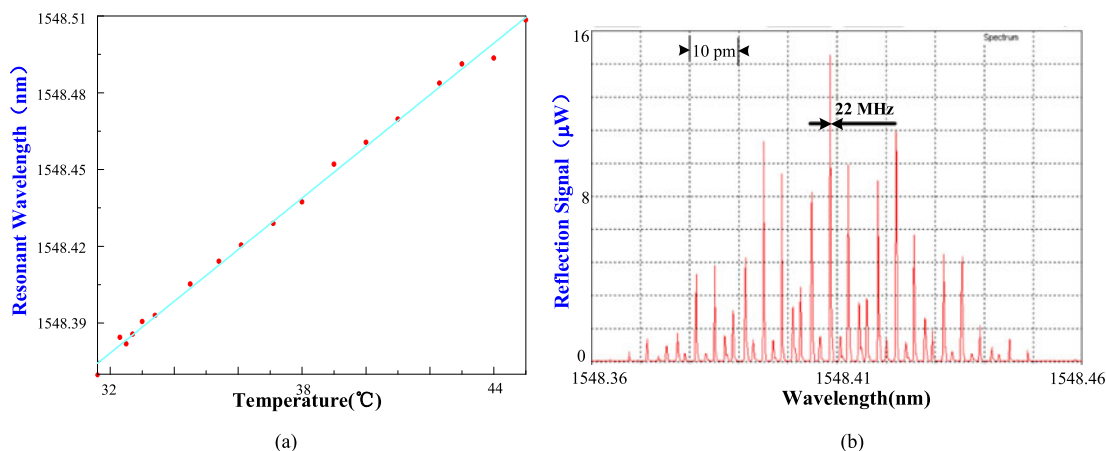 Resonant Wavelength (nm)
1548.51
1548.48
1548.45
1548.42
1548.39
32
38
44
Temperature(℃)
(a)
Reflection Signal (μW)
16
8
0
10 pm
Spectrum
22 MHz
1548.36
1548.41
1548.46
Wavelength(nm)
(b)